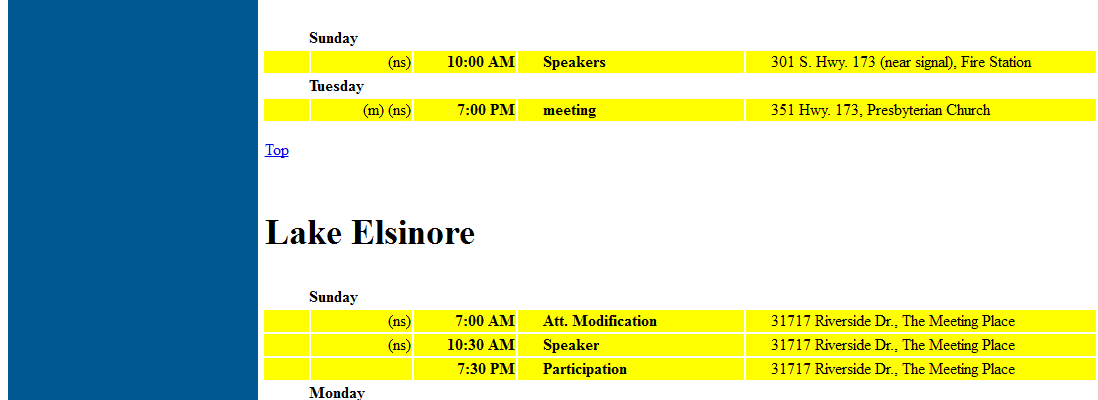 Sunday
(ns) 10:00 AM Speakers 301 S. Hwy. 173 (near signal), Fire Station
Tuesday
(m) (ns) 7:00 PM meeting 351 Hwy. 173, Presbyterian Church
Top
Lake Elsinore
Sunday
(ns) 7:00 AM Att. Modification 31717 Riverside Dr., The Meeting Place
(ns) 10:30 AM Speaker 31717 Riverside Dr., The Meeting Place
7:30 PM Participation 31717 Riverside Dr., The Meeting Place
Monday